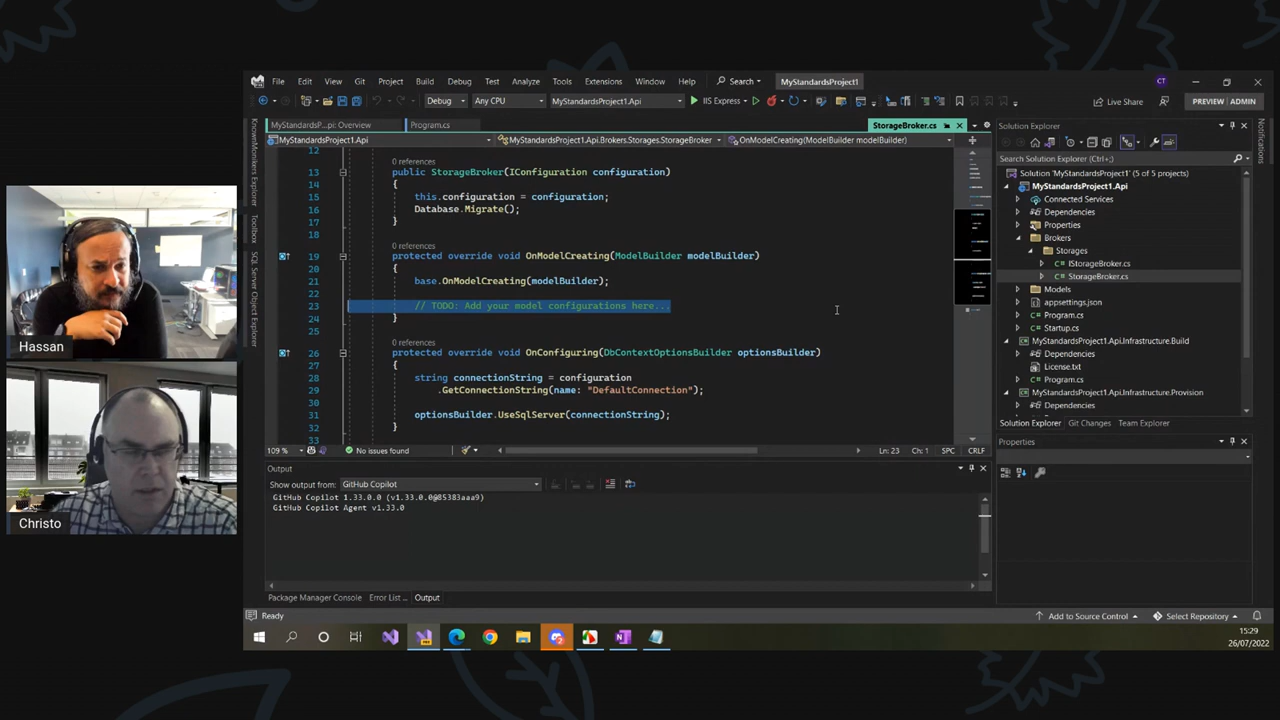 File Edit View Git Project Build Debug Test Analyze Tools Extensions Window Help Search MyStandardsProject1 CT
Debug Any CPU MyStandardsProject1.Api IIS Express Live Share PREVIEW | ADMIN
MyStandardsP...pi: Overview Program.cs StorageBroker.cs
MyStandardsProject1.Api MyStandardsProject1.Api.Brokers.Storages.StorageBroker OnModelCreating(ModelBuilder modelBuilder)
12
0 references
13 public StorageBroker(IConfiguration configuration)
14 {
15 this.configuration = configuration;
16 Database.Migrate();
17 }
18
0 references
19 protected override void OnModelCreating(ModelBuilder modelBuilder)
20 {
21 base.OnModelCreating(modelBuilder);
22
23 // TODO: Add your model configurations here...
24 }
25
0 references
26 protected override void OnConfiguring(DbContextOptionsBuilder optionsBuilder)
27 {
28 string connectionString = configuration
29 .GetConnectionString(name: "DefaultConnection");
30
31 optionsBuilder.UseSqlServer(connectionString);
32 }
33
109 % No issues found Ln: 23 Ch: 1 SPC CRLF
Output
Show output from: GitHub Copilot
GitHub Copilot Agent v1.33.0
Package Manager Console Error List ... Output
KnownMonikers Explorer
Toolbox
SQL Server Object Explorer
Solution Explorer
Search Solution Explorer (Ctrl+;)
Solution 'MyStandardsProject1' (5 of 5 projects)
MyStandardsProject1.Api
Connected Services
Dependencies
Properties
Brokers
Storages
IStorageBroker.cs
StorageBroker.cs
Models
appsettings.json
Program.cs
Startup.cs
MyStandardsProject1.Api.Infrastructure.Build
Dependencies
License.txt
Program.cs
MyStandardsProject1.Api.Infrastructure.Provision
Dependencies
Solution Explorer Git Changes Team Explorer
Properties
Notifications
Ready Add to Source Control Select Repository
15:29
26/07/2022
Hassan
Christo